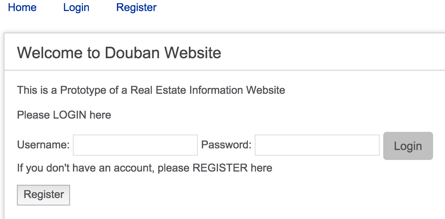 Home Login Register
Welcome to Douban Website
This is a Prototype of a Real Estate Information Website
Please LOGIN here
Username: Password: Login
If you don't have an account, please REGISTER here
Register